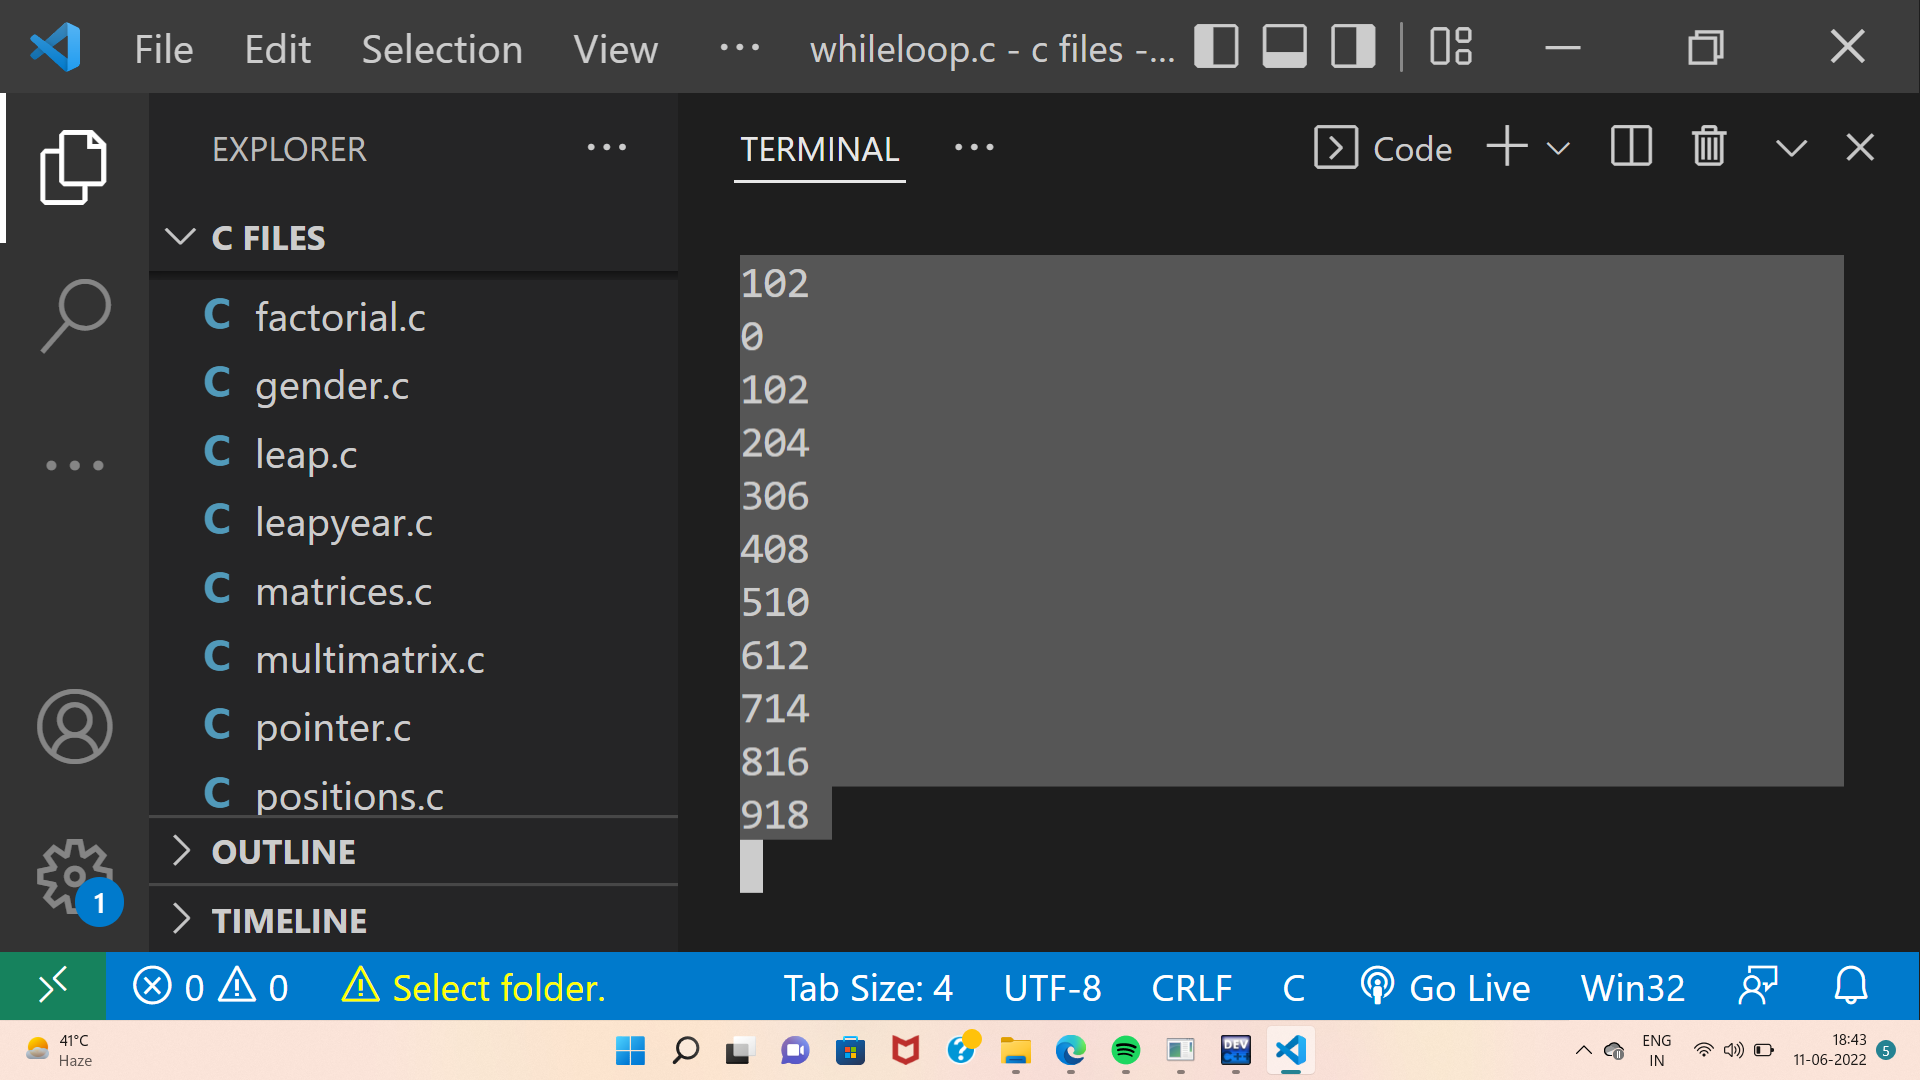 File Edit Selection View ··· whileloop.c - c files -...
EXPLORER ···
C FILES
C factorial.c
C gender.c
C leap.c
C leapyear.c
C matrices.c
C multimatrix.c
C pointer.c
C positions.c
OUTLINE
TIMELINE
1
TERMINAL ··· Code
102
0
102
204
306
408
510
612
714
816
918
0 0 Select folder. Tab Size: 4 UTF-8 CRLF C Go Live Win32
41°C
Haze
DEV
C++
ENG
IN
18:43
11-06-2022
5